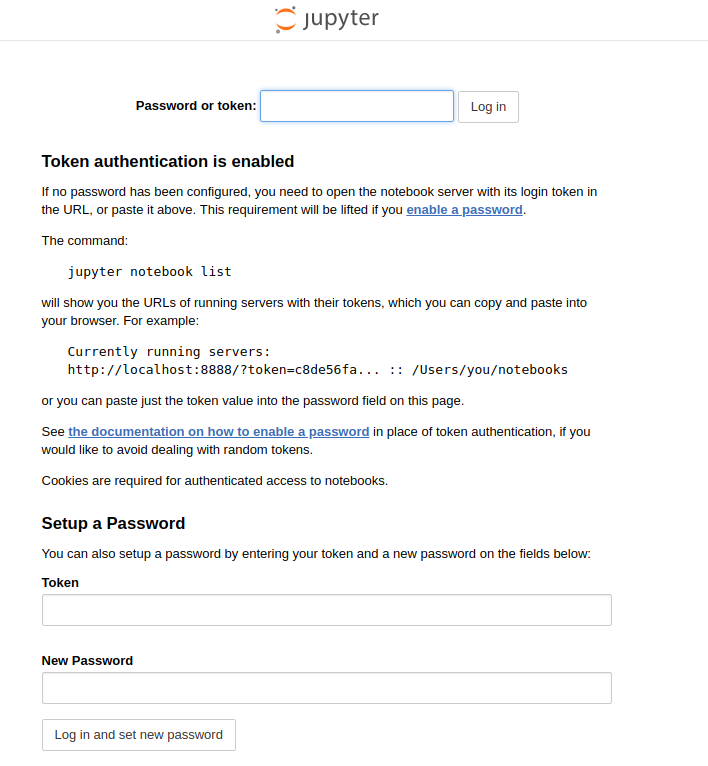 jupyter
Password or token:
Log in
Token authentication is enabled
If no password has been configured, you need to open the notebook server with its login token in
the URL, or paste it above. This requirement will be lifted if you enable a password.
The command:
jupyter notebook list
will show you the URLs of running servers with their tokens, which you can copy and paste into
your browser. For example:
Currently running servers:
http://localhost:8888/?token=c8de56fa... :: /Users/you/notebooks
or you can paste just the token value into the password field on this page.
See the documentation on how to enable a password in place of token authentication, if you
would like to avoid dealing with random tokens.
Cookies are required for authenticated access to notebooks.
Setup a Password
You can also setup a password by entering your token and a new password on the fields below:
Token
New Password
Log in and set new password